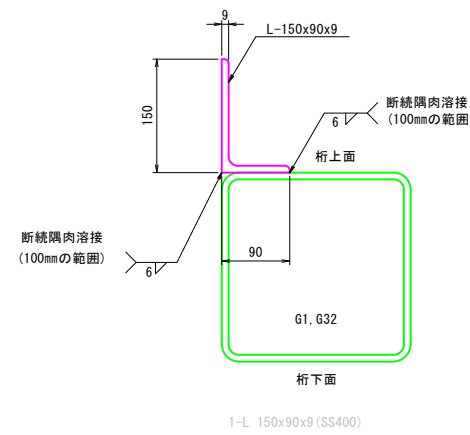 9
L-150x90x9
150
断続隅肉溶接
(100mmの範囲
6
桁上面
断続隅肉溶接
(100mmの範囲)
6
90
G1,G32
桁下面
1-L 150x90x9(SS400)